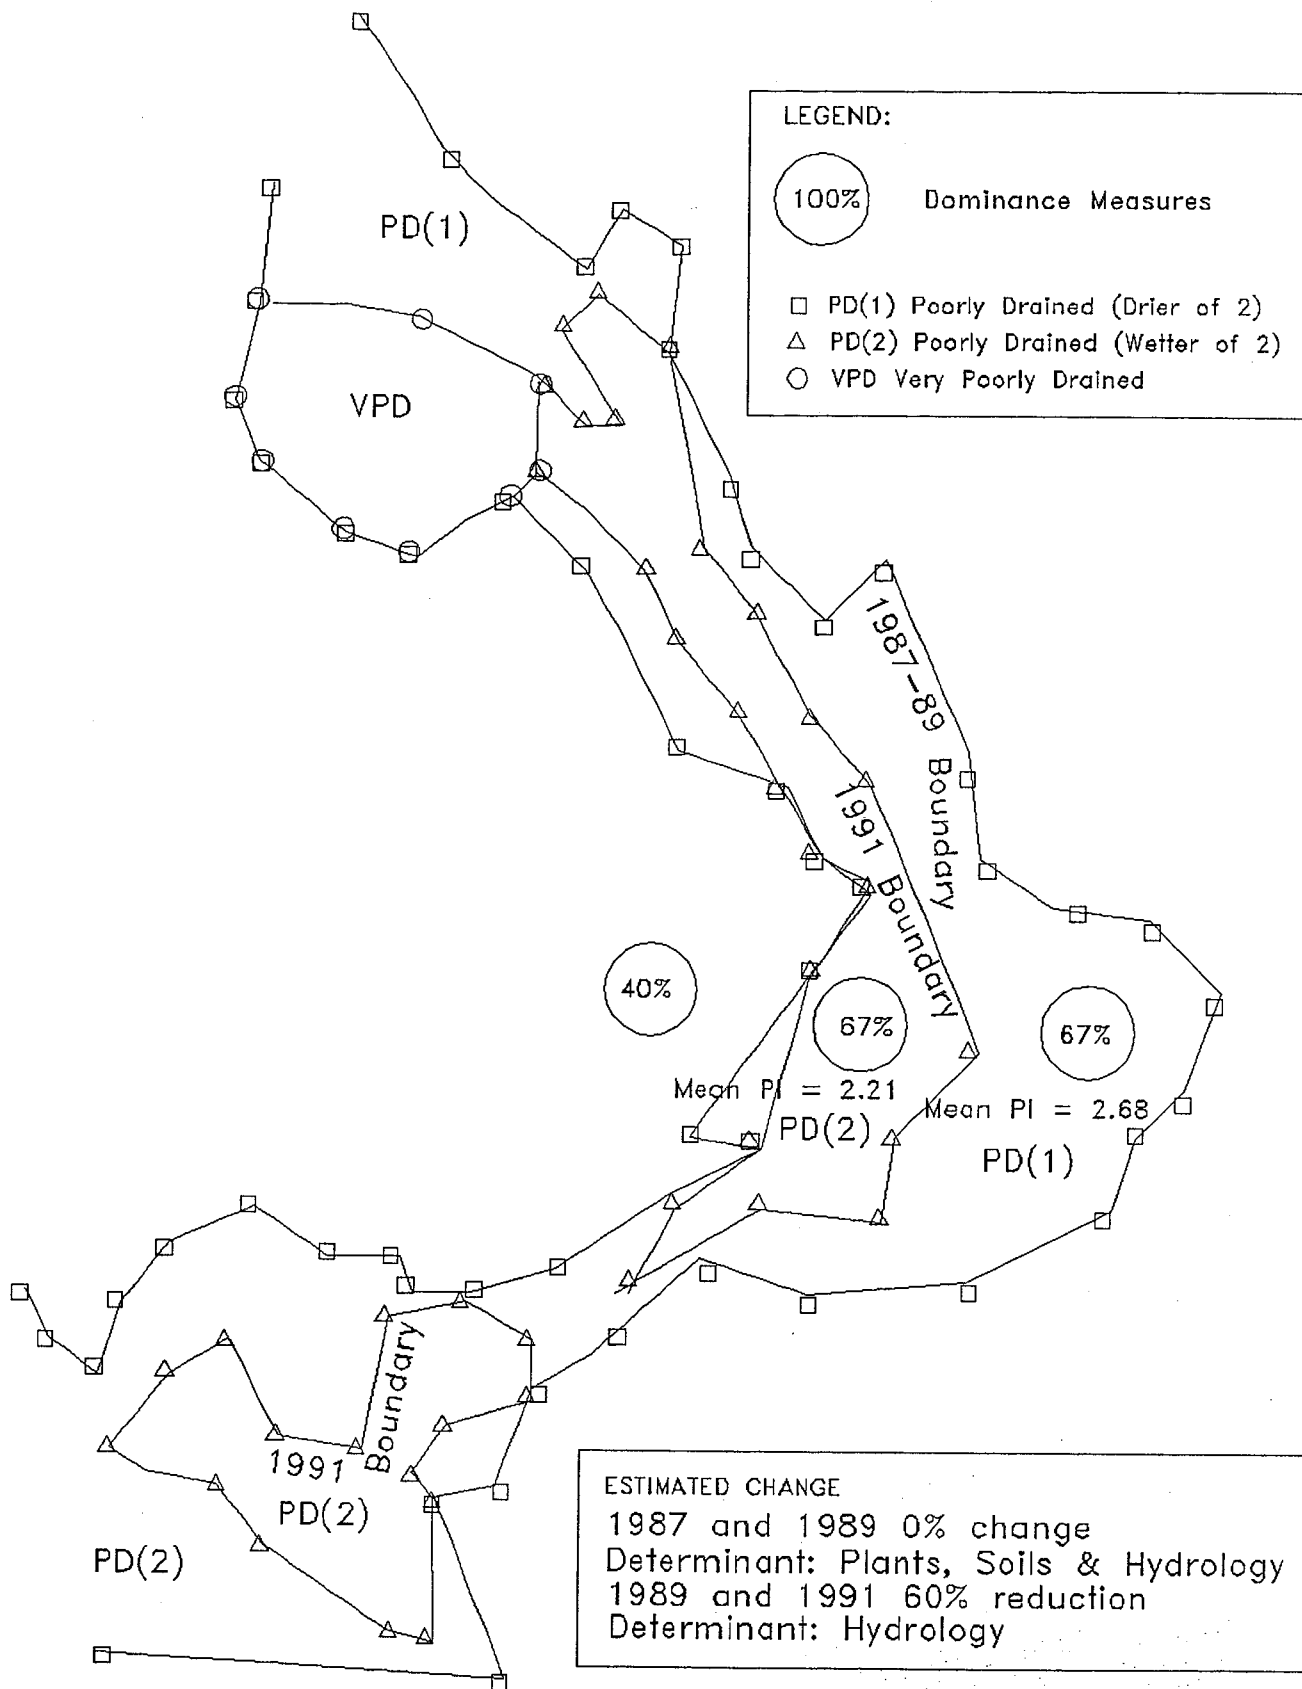 LEGEND:
100% Dominance Measures
PD(1) Poorly Drained (Drier of 2)
PD(2) Poorly Drained (Wetter of 2)
VPD Very Poorly Drained
PD(1)
VPD
1987-89 Boundary
1991 Boundary
40%
67%
67%
Mean PI = 2.21
PD(2)
Mean PI = 2.68
PD(1)
1991 Boundary
PD(2)
PD(2)
ESTIMATED CHANGE
1987 and 1989 0% change
Determinant: Plants, Soils & Hydrology
1989 and 1991 60% reduction
Determinant: Hydrology